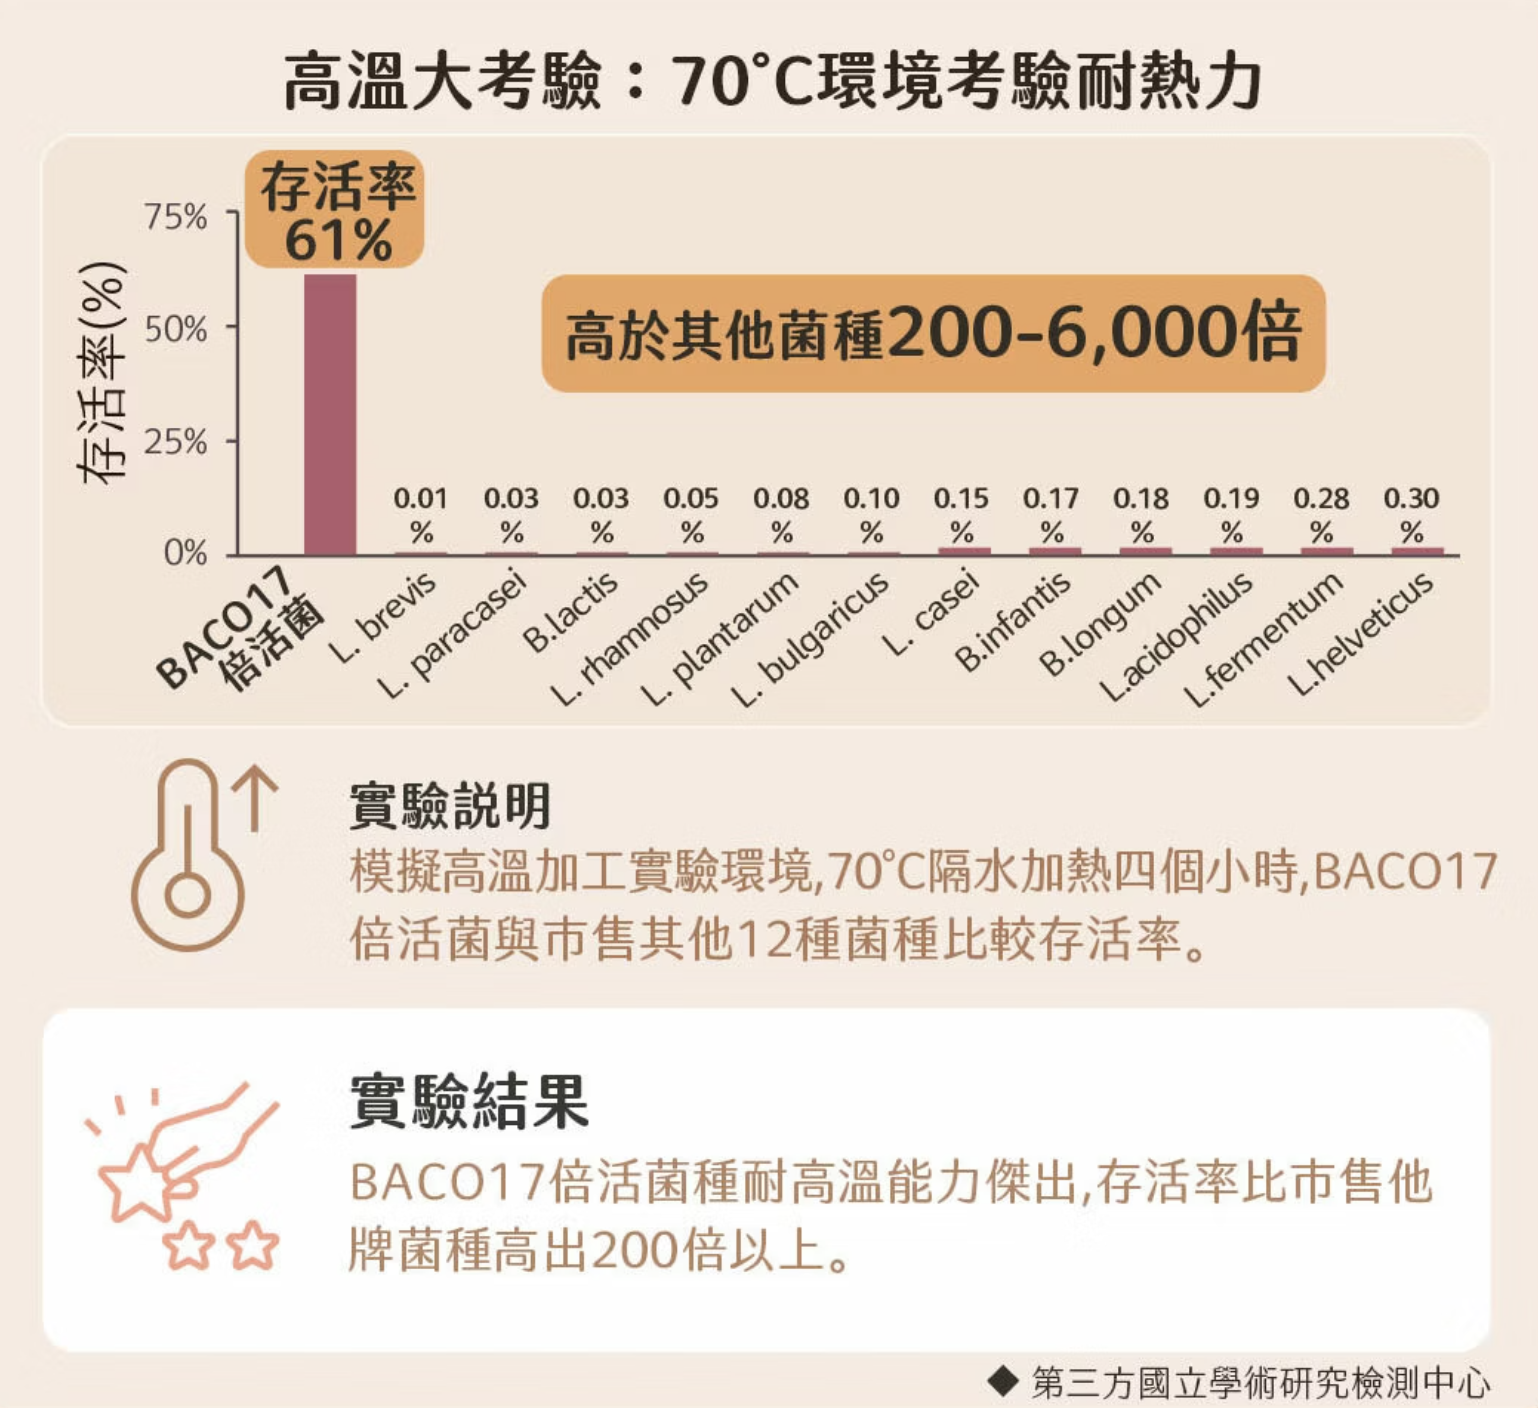 高溫大考驗：70°C環境考驗耐熱力
存活率
61%
高於其他菌種200-6,000倍
存活率(%)
75%
50%
25%
0%
0.01
%
0.03
%
0.03
%
0.05
%
0.08
%
0.10
%
0.15
%
0.17
%
0.18
%
0.19
%
0.28
%
0.30
%
BACO17
倍活菌
L. brevis
L. paracasei
B.lactis
L. rhamnosus
L. plantarum
L. bulgaricus
L. casei
B.infantis
B.longum
L.acidophilus
L.fermentum
L.helveticus
實驗説明
模擬高溫加工實驗環境,70°C隔水加熱四個小時,BACO17
倍活菌與市售其他12種菌種比較存活率。
實驗結果
BACO17倍活菌種耐高溫能力傑出,存活率比市售他
牌菌種高出200倍以上。
◆ 第三方國立學術研究檢測中心